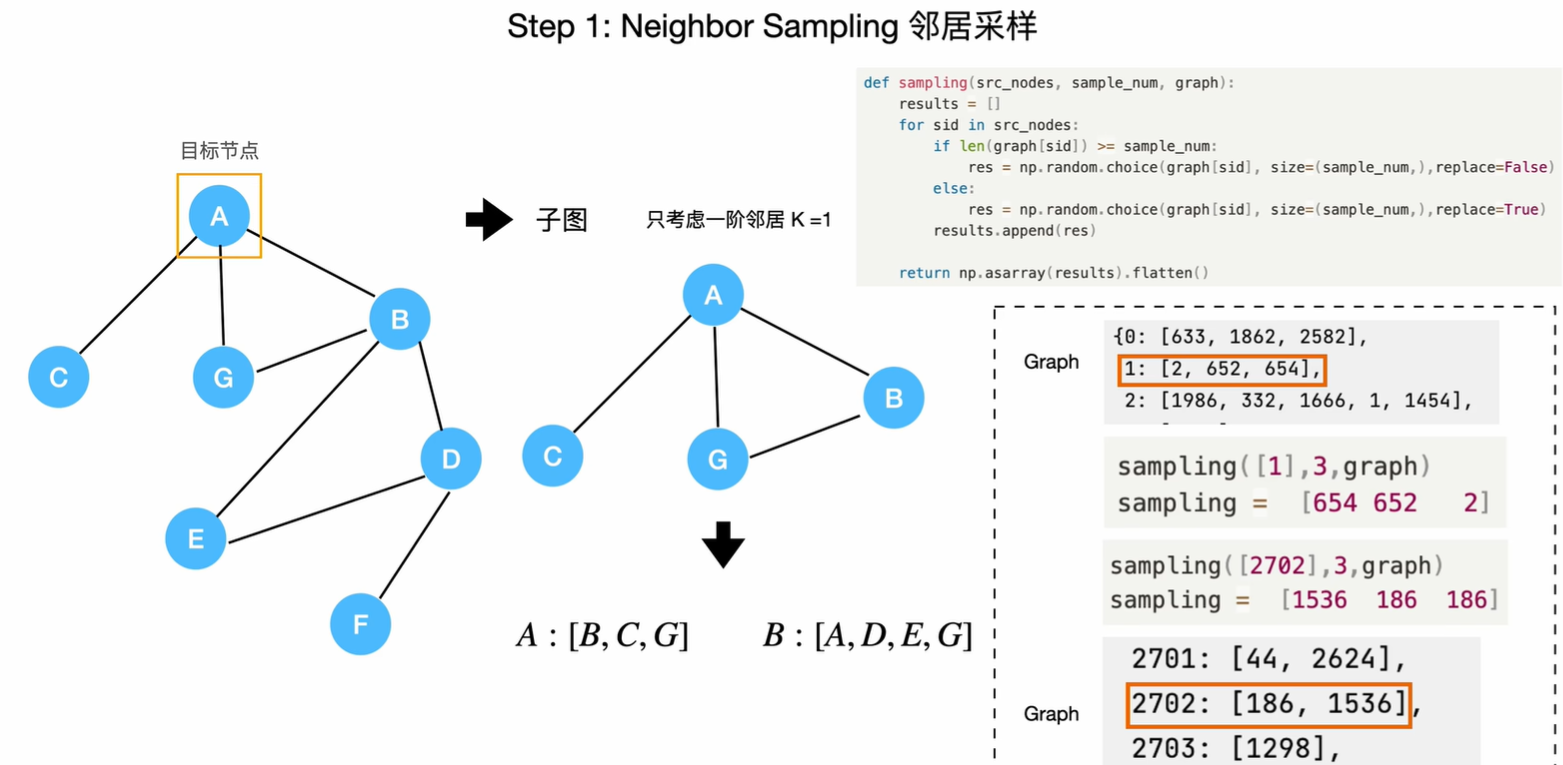 Step 1: Neighbor Sampling 邻居采样
目标节点
A
B
C
G
D
E
F
子图
只考虑一阶邻居 K =1
A
B
C
G
A : [B, C, G]
B : [A, D, E, G]
def sampling(src_nodes, sample_num, graph):
results = []
for sid in src_nodes:
if len(graph[sid]) >= sample_num:
res = np.random.choice(graph[sid], size=(sample_num,),replace=False)
else:
res = np.random.choice(graph[sid], size=(sample_num,),replace=True)
results.append(res)
return np.asarray(results).flatten()
Graph
{0: [633, 1862, 2582],
1: [2, 652, 654],
2: [1986, 332, 1666, 1, 1454],
sampling([1],3,graph)
sampling = [654 652 2]
sampling([2702],3,graph)
sampling = [1536 186 186]
Graph
2701: [44, 2624],
2702: [186, 1536],
2703: [1298],